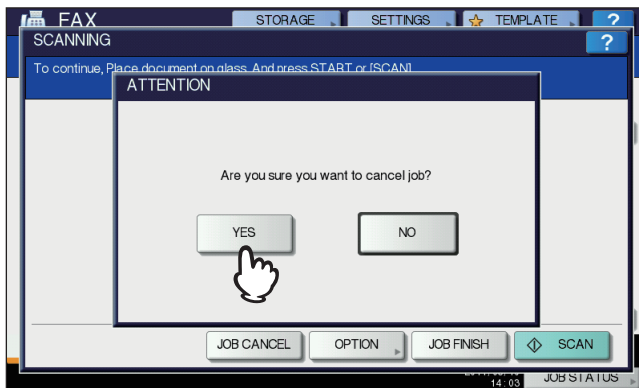 FAX STORAGE SETTINGS TEMPLATE ?
SCANNING ?
To continue, Place document on glass. And press START or [SCAN]
ATTENTION
Are you sure you want to cancel job?
YES NO
JOB CANCEL OPTION JOB FINISH SCAN
14:03 JOB STATUS